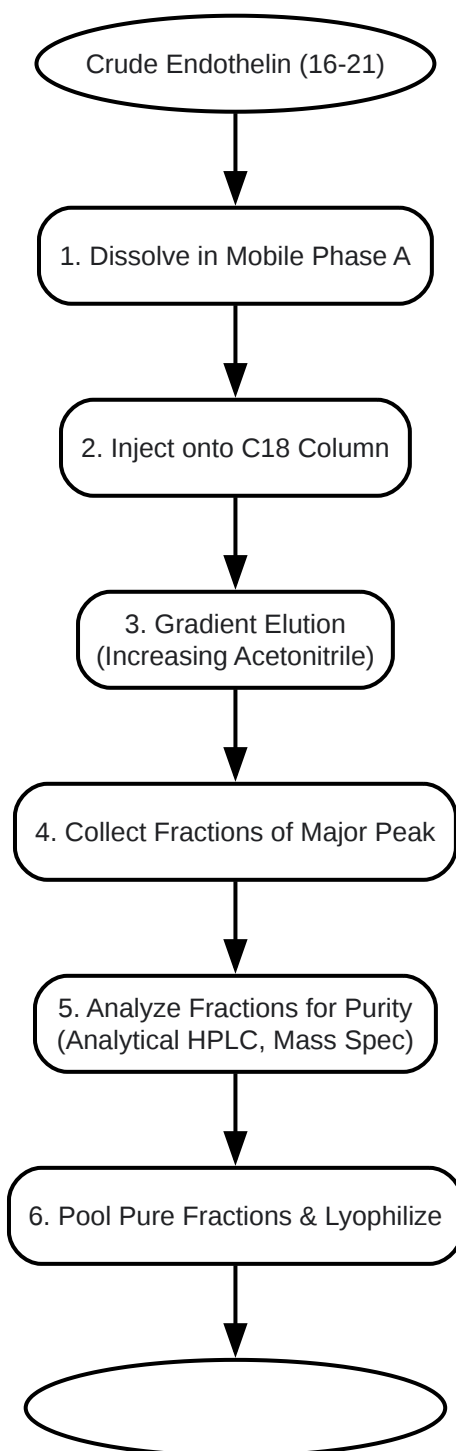 Crude Endothelin (16-21)
1. Dissolve in Mobile Phase A
2. Inject onto C18 Column
3. Gradient Elution
(Increasing Acetonitrile)
4. Collect Fractions of Major Peak
5. Analyze Fractions for Purity
(Analytical HPLC, Mass Spec)
6. Pool Pure Fractions & Lyophilize